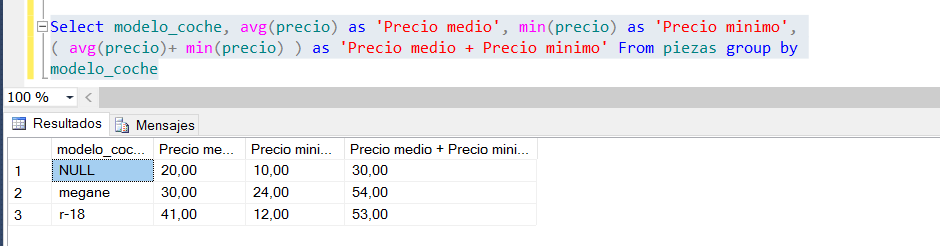 Select modelo_coche, avg(precio) as 'Precio medio', min(precio) as 'Precio minimo',
( avg(precio)+ min(precio) ) as 'Precio medio + Precio minimo' From piezas group by
modelo_coche
100 %
Resultados Mensajes
modelo_coc... Precio me... Precio mini... Precio medio + Precio mini...
1 NULL 20,00 10,00 30,00
2 megane 30,00 24,00 54,00
3 r-18 41,00 12,00 53,00